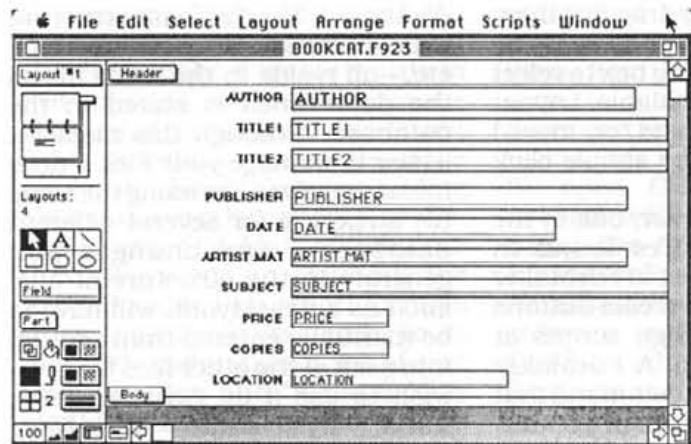 File Edit Select Layout Arrange Format Scripts Window
BOOKCAT.F923
Layout #1 Header
AUTHOR AUTHOR
TITLE1 TITLE1
TITLE2 TITLE2
1
Layouts:
4
PUBLISHER PUBLISHER
DATE DATE
ARTIST.MAT ARTIST.MAT
SUBJECT SUBJECT
Field
PRICE PRICE
Part
COPIES COPIES
LOCATION LOCATION
2 Body
100